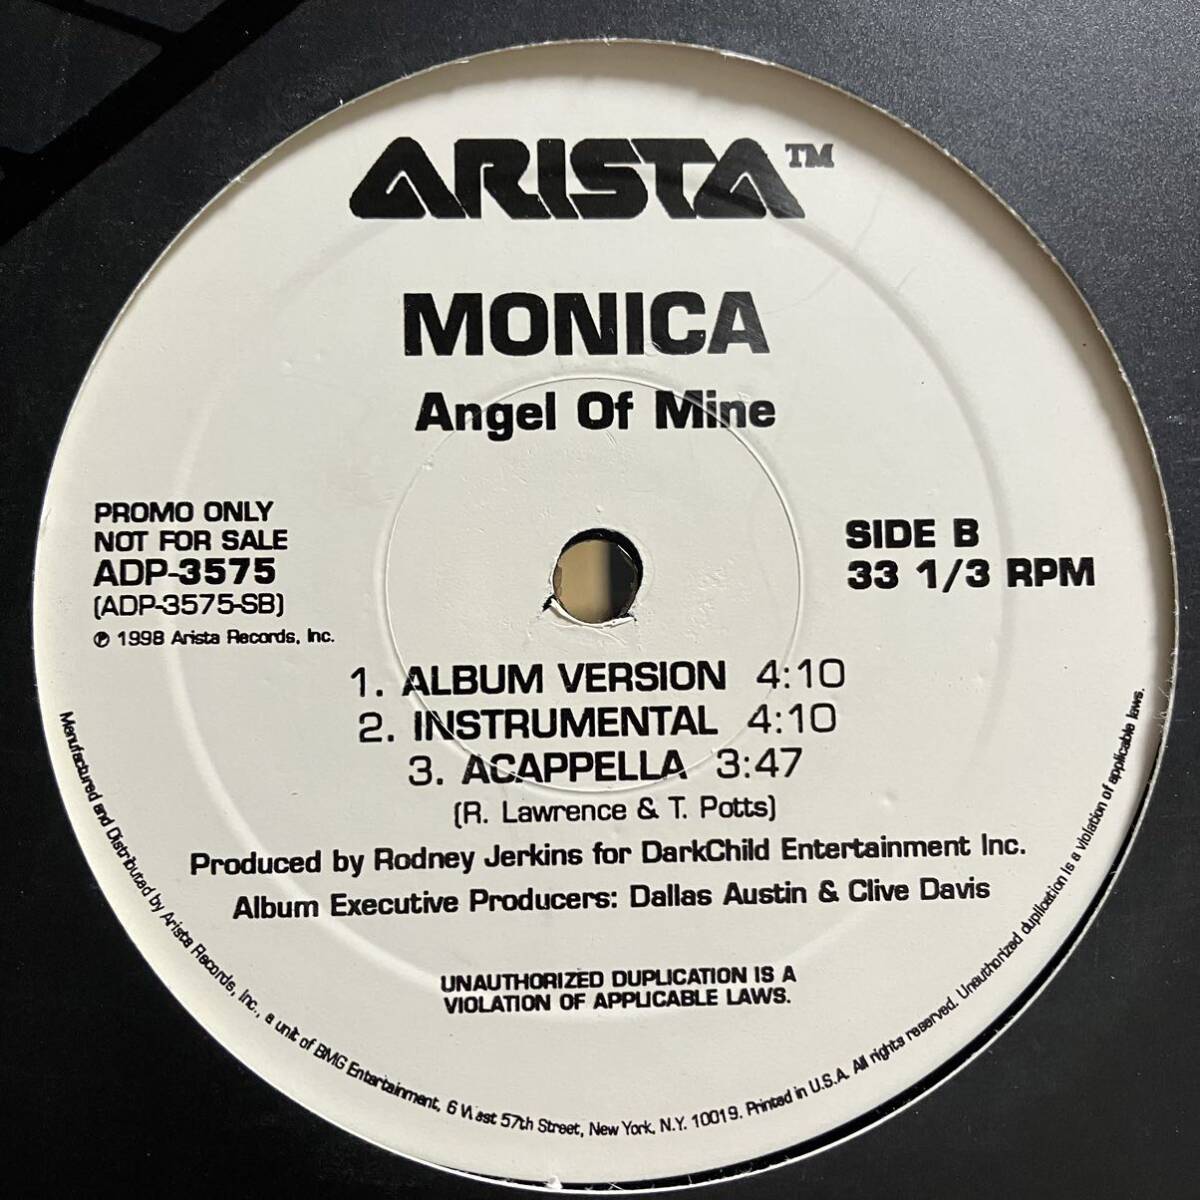 ARISTA™
MONICA
Angel Of Mine
PROMO ONLY
NOT FOR SALE
ADP-3575
(ADP-3575-SB)
℗ 1998 Arista Records, Inc.
SIDE B
33 1/3 RPM
1. ALBUM VERSION 4:10
2. INSTRUMENTAL 4:10
3. ACAPPELLA 3:47
(R. Lawrence & T. Potts)
Produced by Rodney Jerkins for DarkChild Entertainment Inc.
Album Executive Producers: Dallas Austin & Clive Davis
UNAUTHORIZED DUPLICATION IS A
VIOLATION OF APPLICABLE LAWS.
Manufactured and Distributed by Arista Records, Inc., a unit of BMG Entertainment, 6 West 57th Street, New York, N.Y. 10019. Printed in U.S.A. All rights reserved. Unauthorized duplication is a violation of applicable laws.